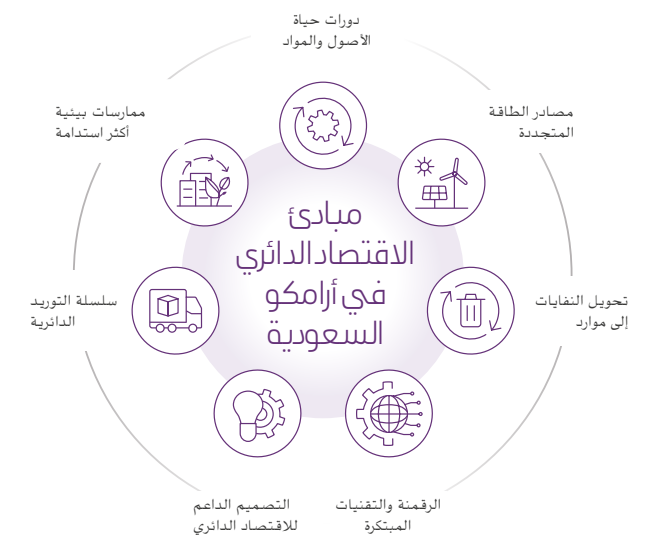 دورات حياة
الأصول والمواد
مصادر الطاقة
المتجددة
تحويل النفايات
إلى موارد
الرقمنة والتقنيات
المبتكرة
التصميم الداعم
للاقتصاد الدائري
سلسلة التوريد
الدائرية
ممارسات بيئية
أكثر استدامة
مبادئ
الاقتصاد الدائري
في أرامكو
السعودية